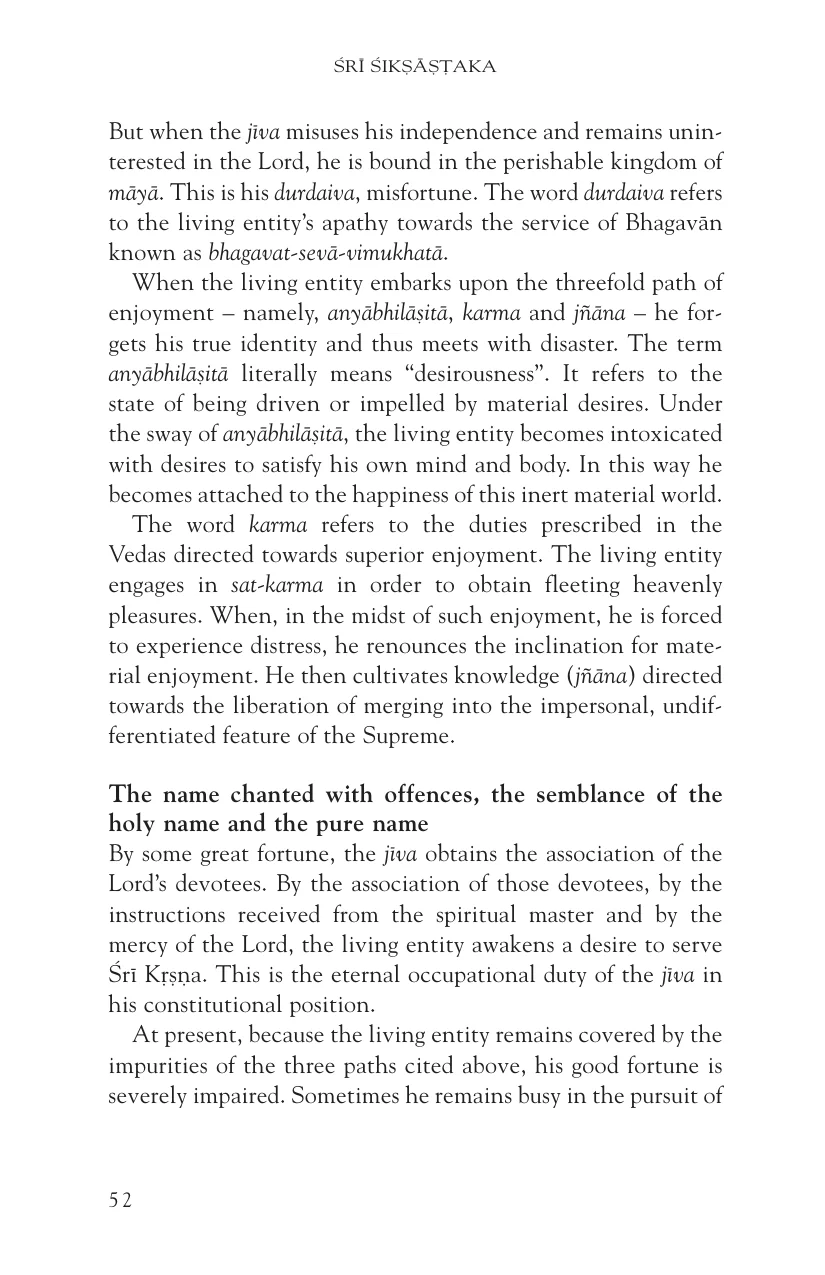 ŚRĪ ŚIKṢĀṢṬAKA
But when the jīva misuses his independence and remains unin-
terested in the Lord, he is bound in the perishable kingdom of
māyā. This is his durdaiva, misfortune. The word durdaiva refers
to the living entity’s apathy towards the service of Bhagavān
known as bhagavat-sevā-vimukhatā.
When the living entity embarks upon the threefold path of
enjoyment – namely, anyābhilāṣitā, karma and jñāna – he for-
gets his true identity and thus meets with disaster. The term
anyābhilāṣitā literally means “desirousness”. It refers to the
state of being driven or impelled by material desires. Under
the sway of anyābhilāṣitā, the living entity becomes intoxicated
with desires to satisfy his own mind and body. In this way he
becomes attached to the happiness of this inert material world.
The word karma refers to the duties prescribed in the
Vedas directed towards superior enjoyment. The living entity
engages in sat-karma in order to obtain fleeting heavenly
pleasures. When, in the midst of such enjoyment, he is forced
to experience distress, he renounces the inclination for mate-
rial enjoyment. He then cultivates knowledge (jñāna) directed
towards the liberation of merging into the impersonal, undif-
ferentiated feature of the Supreme.
The name chanted with offences, the semblance of the
holy name and the pure name
By some great fortune, the jīva obtains the association of the
Lord’s devotees. By the association of those devotees, by the
instructions received from the spiritual master and by the
mercy of the Lord, the living entity awakens a desire to serve
Śrī Kṛṣṇa. This is the eternal occupational duty of the jīva in
his constitutional position.
At present, because the living entity remains covered by the
impurities of the three paths cited above, his good fortune is
severely impaired. Sometimes he remains busy in the pursuit of
52